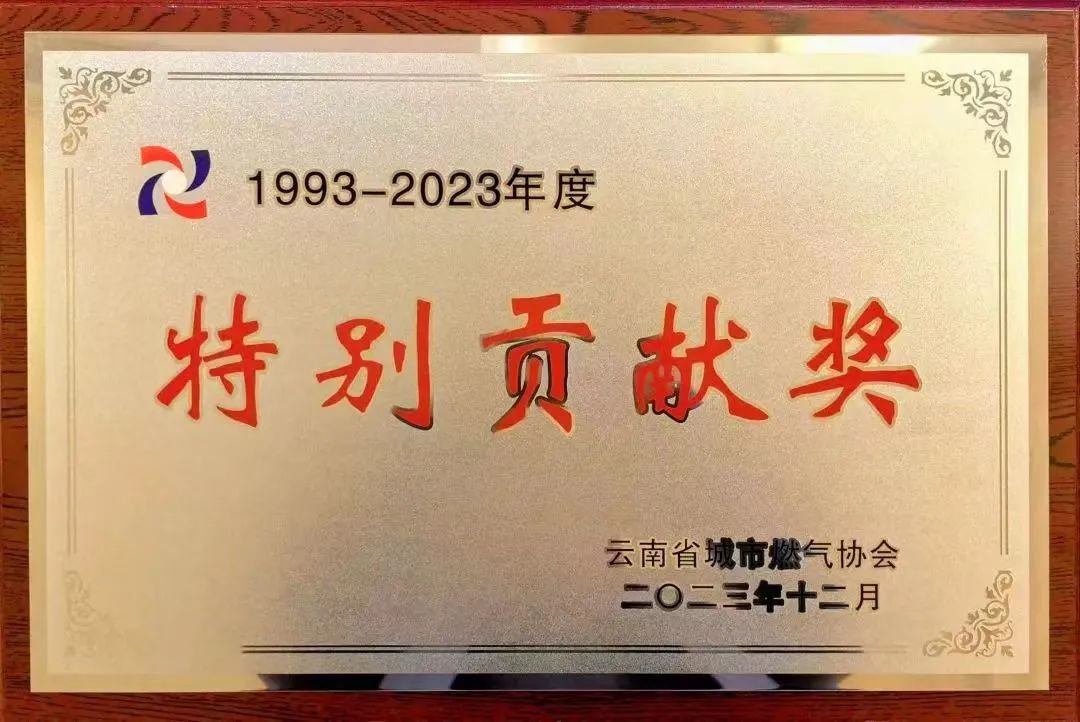 1993-2023年度
特别贡献奖
云南省城市燃气协会
二〇二三年十二月